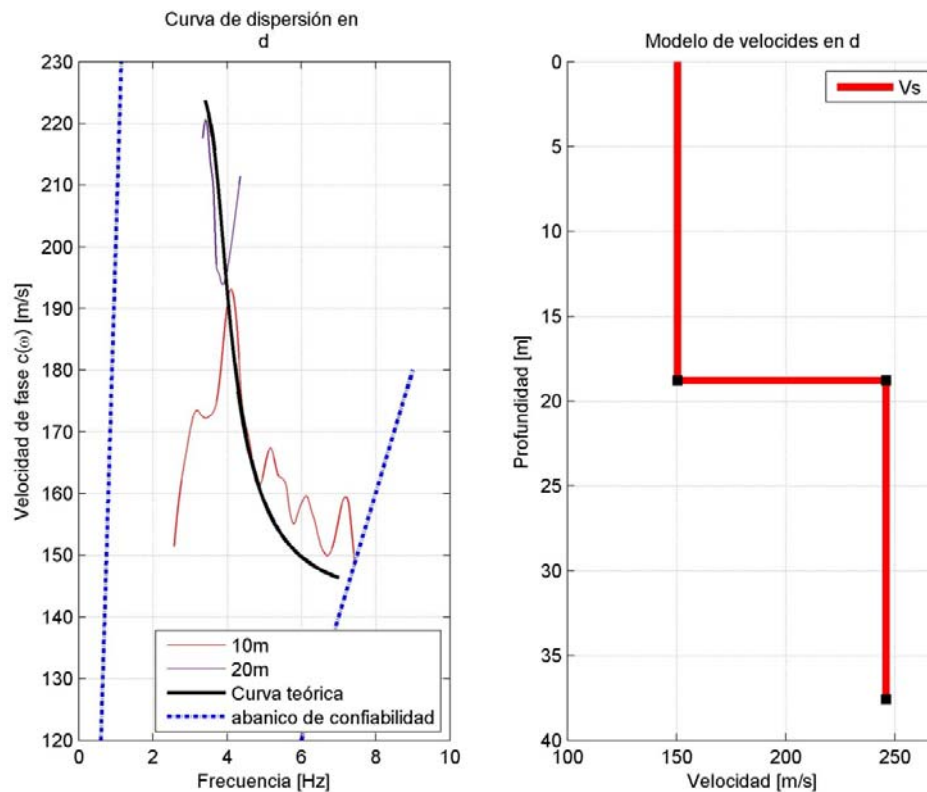 Curva de dispersión en
d
230
220
210
200
190
180
170
160
150
140
130
120
Velocidad de fase c(ω) [m/s]
10m
20m
Curva teórica
abanico de confiabilidad
0 2 4 6 8 10
Frecuencia [Hz]
Modelo de velocides en d
Vs
0
5
10
15
20
25
30
35
40
Profundidad [m]
100 150 200 250
Velocidad [m/s]